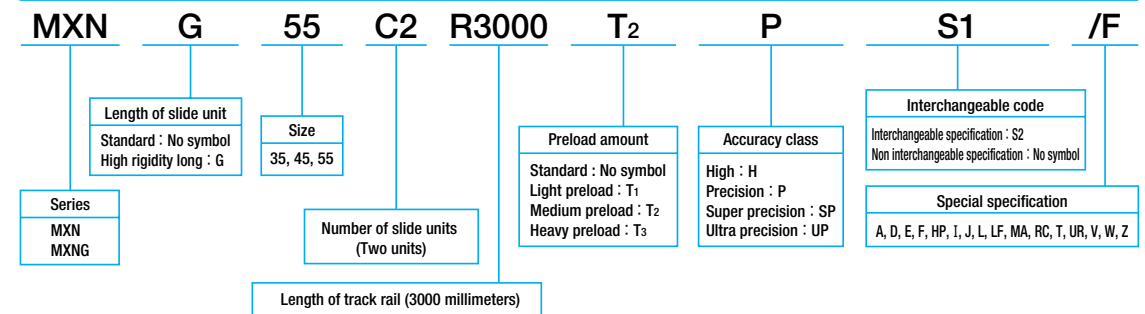 MXN G 55 C2 R3000 T2 P S1 /F
Length of slide unit
Standard : No symbol
High rigidity long : G
Size
35, 45, 55
Series
MXN
MXNG
Number of slide units
(Two units)
Length of track rail (3000 millimeters)
Preload amount
Standard : No symbol
Light preload : T1
Medium preload : T2
Heavy preload : T3
Accuracy class
High : H
Precision : P
Super precision : SP
Ultra precision : UP
Interchangeable code
Interchangeable specification : S2
Non interchangeable specification : No symbol
Special specification
A, D, E, F, HP, I, J, L, LF, MA, RC, T, UR, V, W, Z